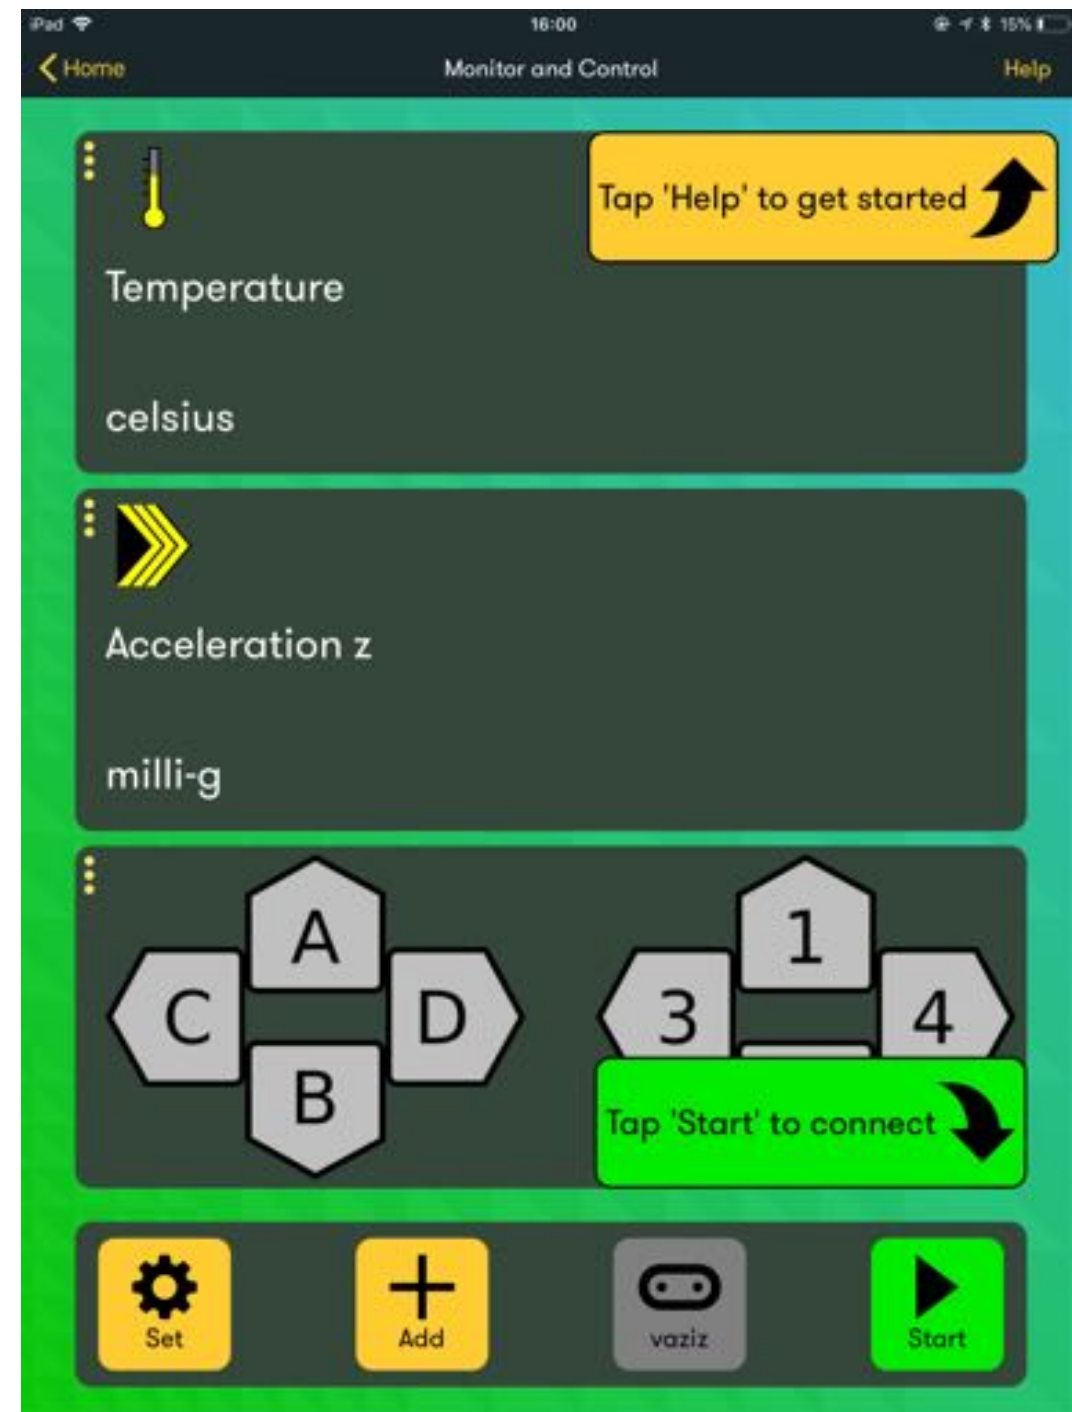 iPad 16:00 15%
Home Monitor and Control Help
Tap 'Help' to get started
Temperature
celsius
Acceleration z
milli-g
A 1
C D 3 4
B
Tap 'Start' to connect
Set Add vaziz Start